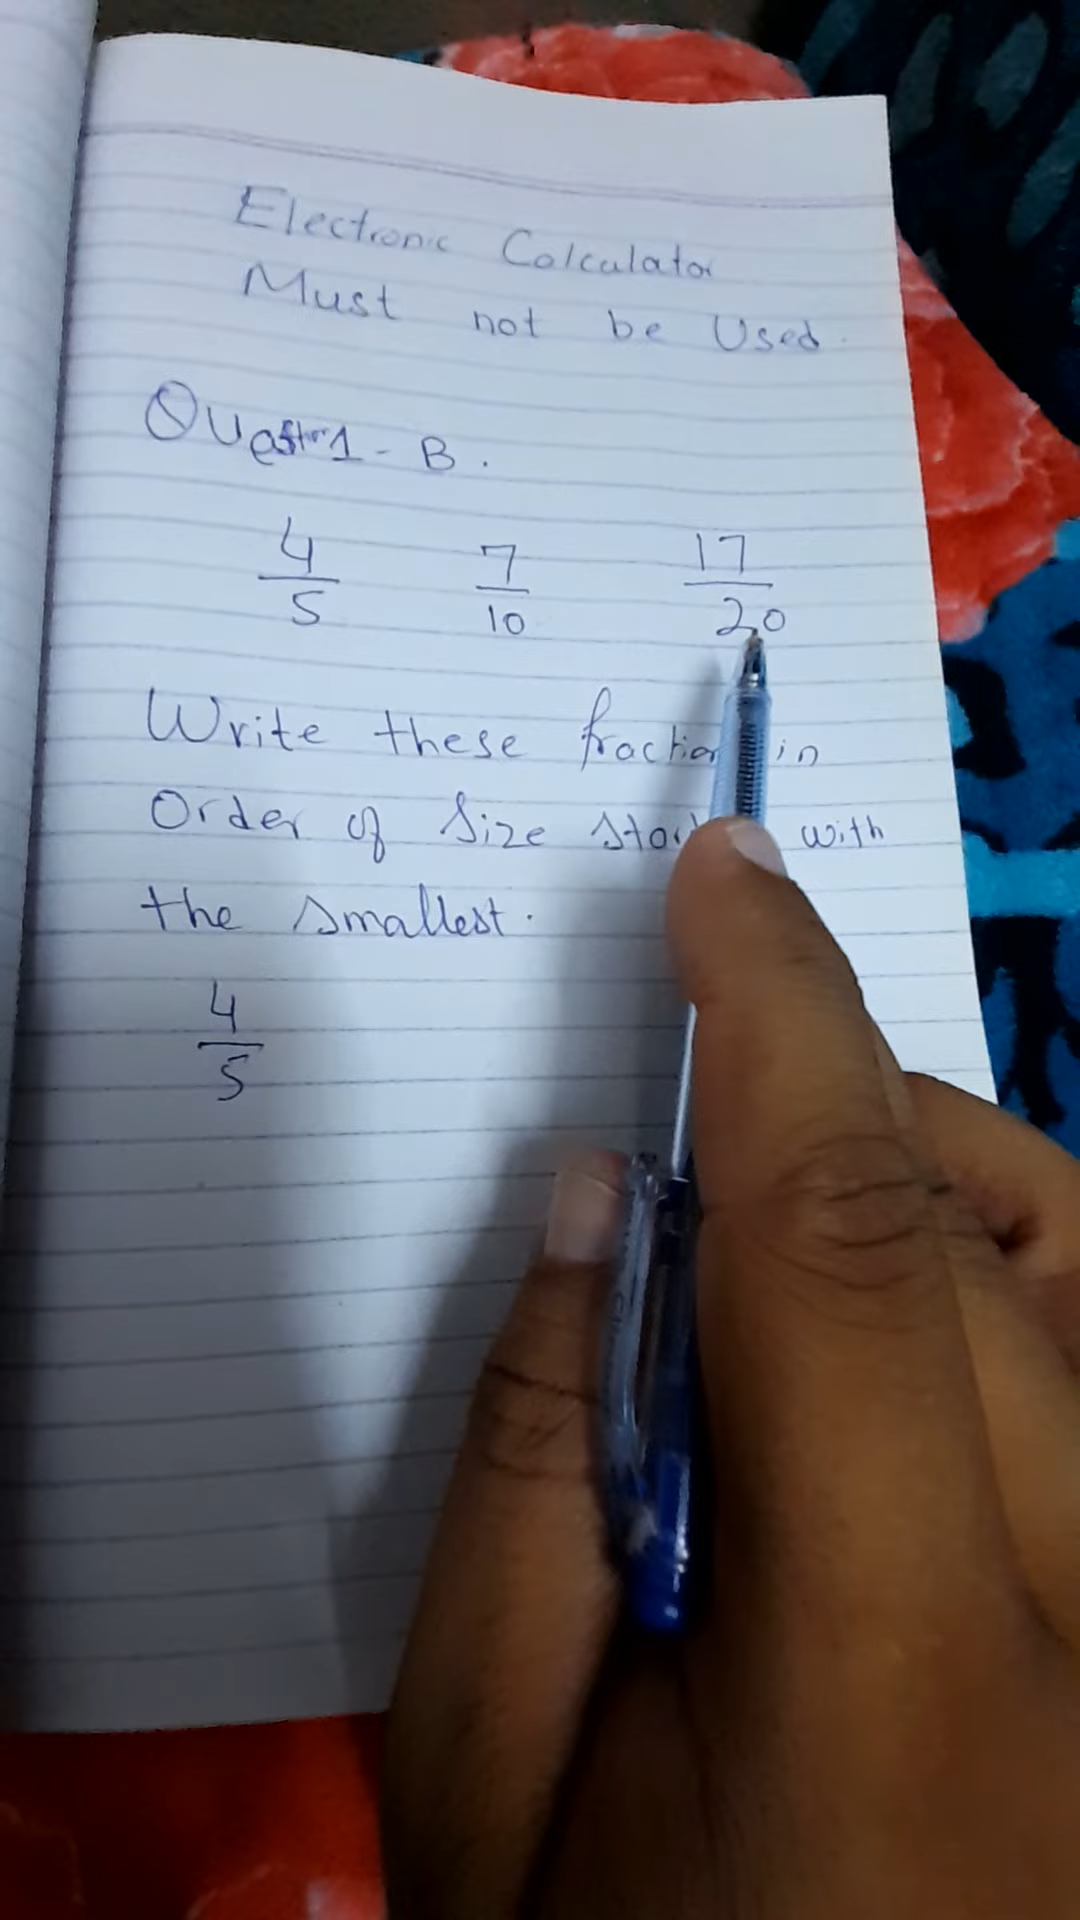 Electronic Calculator
Must not be Used.
Question 1 - B.
4/5 7/10 17/20
Write these fraction in
Order of Size with
the smallest.
4/5